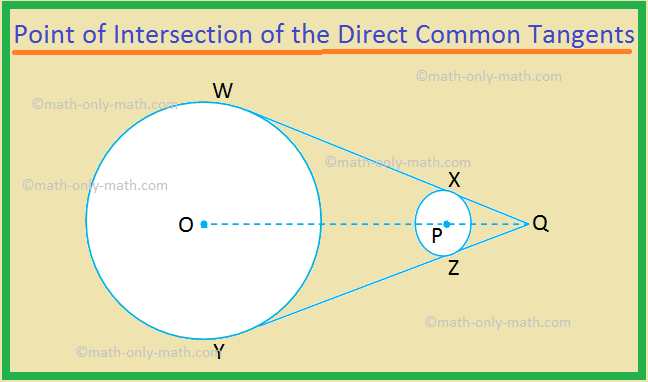 Point of Intersection of the Direct Common Tangents
©math-only-math.com
W
©math-only-math.com
©math-only-math.com
X
©math-only-math.com
O
P
Q
Z
©math-only-math.com
©math-only-math.com
Y